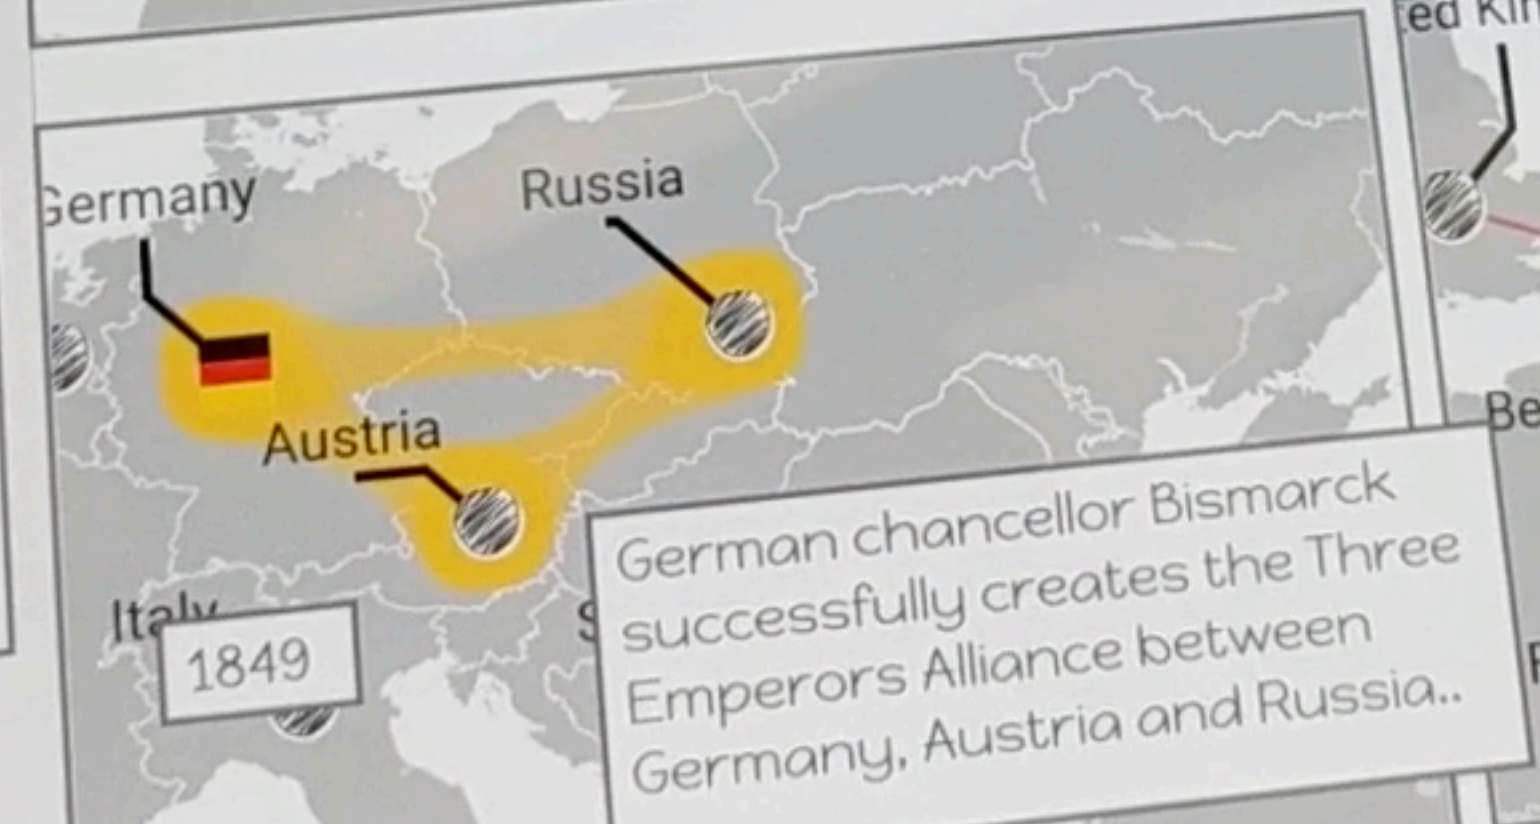 Germany
Russia
Austria
Italy
1849
German chancellor Bismarck
successfully creates the Three
Emperors Alliance between
Germany, Austria and Russia..